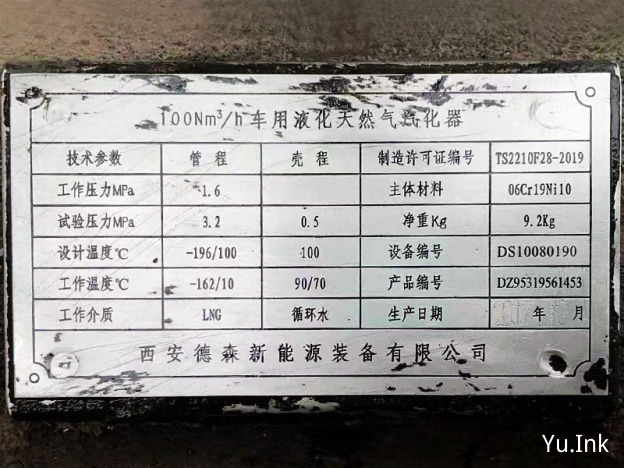 100Nm³/h车用液化天然气汽化器
技术参数 管程 壳程 制造许可证编号 TS2210F28-2019
工作压力MPa 1.6 主体材料 06Cr19Ni10
试验压力MPa 3.2 0.5 净重Kg 9.2Kg
设计温度℃ -196/100 100 设备编号 DS10080190
工作温度℃ -162/10 90/70 产品编号 DZ95319561453
工作介质 LNG 循环水 生产日期 年 月
西安德森新能源装备有限公司
Yu.Ink